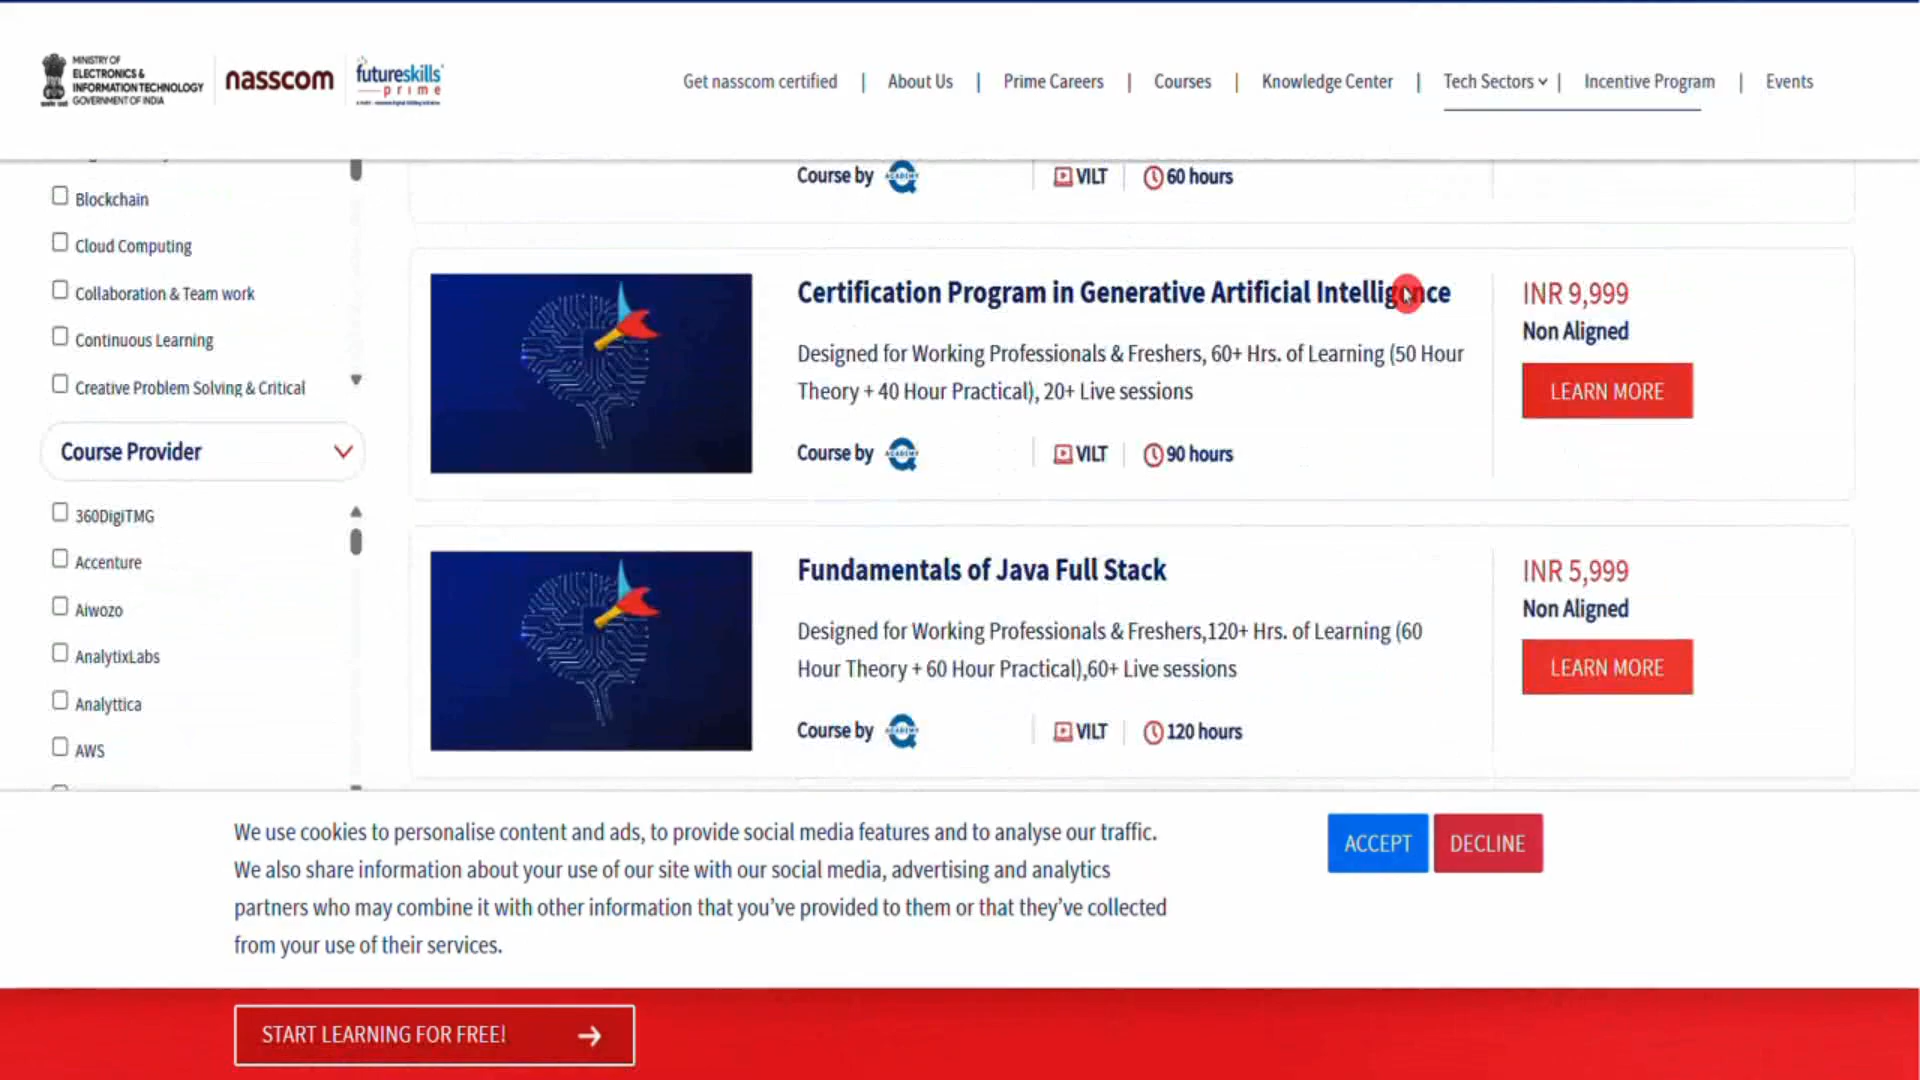 MINISTRY OF
ELECTRONICS &
INFORMATION TECHNOLOGY
GOVERNMENT OF INDIA
nasscom
futureskills
prime
Get nasscom certified | About Us | Prime Careers | Courses | Knowledge Center | Tech Sectors | Incentive Program | Events
Blockchain
Cloud Computing
Collaboration & Team work
Continuous Learning
Creative Problem Solving & Critical
Course Provider
360DigiTMG
Accenture
Aiwozo
AnalytixLabs
Analyttica
AWS
Course by ACADEMY VILT 60 hours
Certification Program in Generative Artificial Intelligence
Designed for Working Professionals & Freshers, 60+ Hrs. of Learning (50 Hour
Theory + 40 Hour Practical), 20+ Live sessions
Course by ACADEMY VILT 90 hours
INR 9,999
Non Aligned
LEARN MORE
Fundamentals of Java Full Stack
Designed for Working Professionals & Freshers,120+ Hrs. of Learning (60
Hour Theory + 60 Hour Practical),60+ Live sessions
Course by ACADEMY VILT 120 hours
INR 5,999
Non Aligned
LEARN MORE
We use cookies to personalise content and ads, to provide social media features and to analyse our traffic.
We also share information about your use of our site with our social media, advertising and analytics
partners who may combine it with other information that you've provided to them or that they've collected
from your use of their services.
ACCEPT DECLINE
START LEARNING FOR FREE!